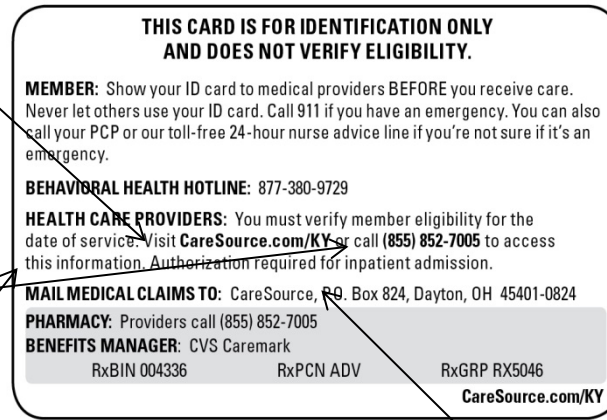 THIS CARD IS FOR IDENTIFICATION ONLY
AND DOES NOT VERIFY ELIGIBILITY.
MEMBER: Show your ID card to medical providers BEFORE you receive care.
Never let others use your ID card. Call 911 if you have an emergency. You can also
call your PCP or our toll-free 24-hour nurse advice line if you're not sure if it's an
emergency.
BEHAVIORAL HEALTH HOTLINE: 877-380-9729
HEALTH CARE PROVIDERS: You must verify member eligibility for the
date of service. Visit CareSource.com/KY or call (855) 852-7005 to access
this information. Authorization required for inpatient admission.
MAIL MEDICAL CLAIMS TO: CareSource, P.O. Box 824, Dayton, OH 45401-0824
PHARMACY: Providers call (855) 852-7005
BENEFITS MANAGER: CVS Caremark
RxBIN 004336 RxPCN ADV RxGRP RX5046
CareSource.com/KY